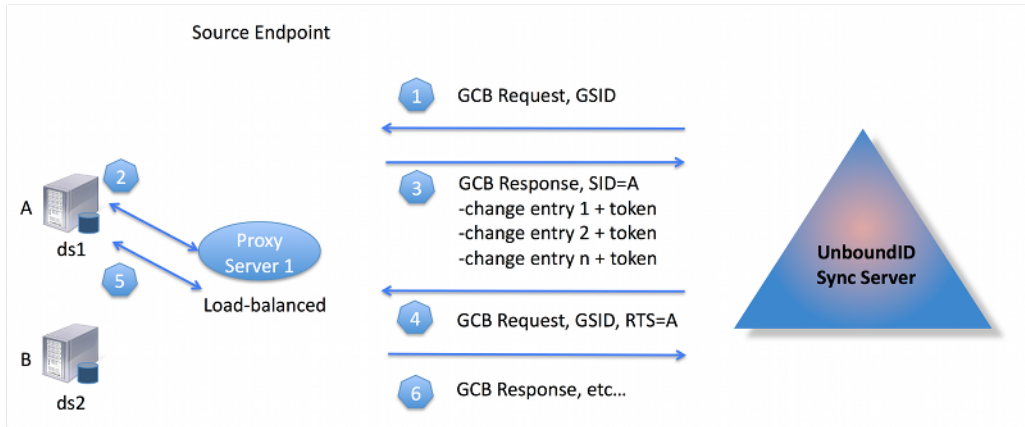 Source Endpoint
1
GCB Request, GSID
2
3
GCB Response, SID=A
-change entry 1 + token
-change entry 2 + token
-change entry n + token
A
ds1
Proxy
Server 1
Load-balanced
5
UnboundID
Sync Server
4
GCB Request, GSID, RTS=A
B
ds2
6
GCB Response, etc...